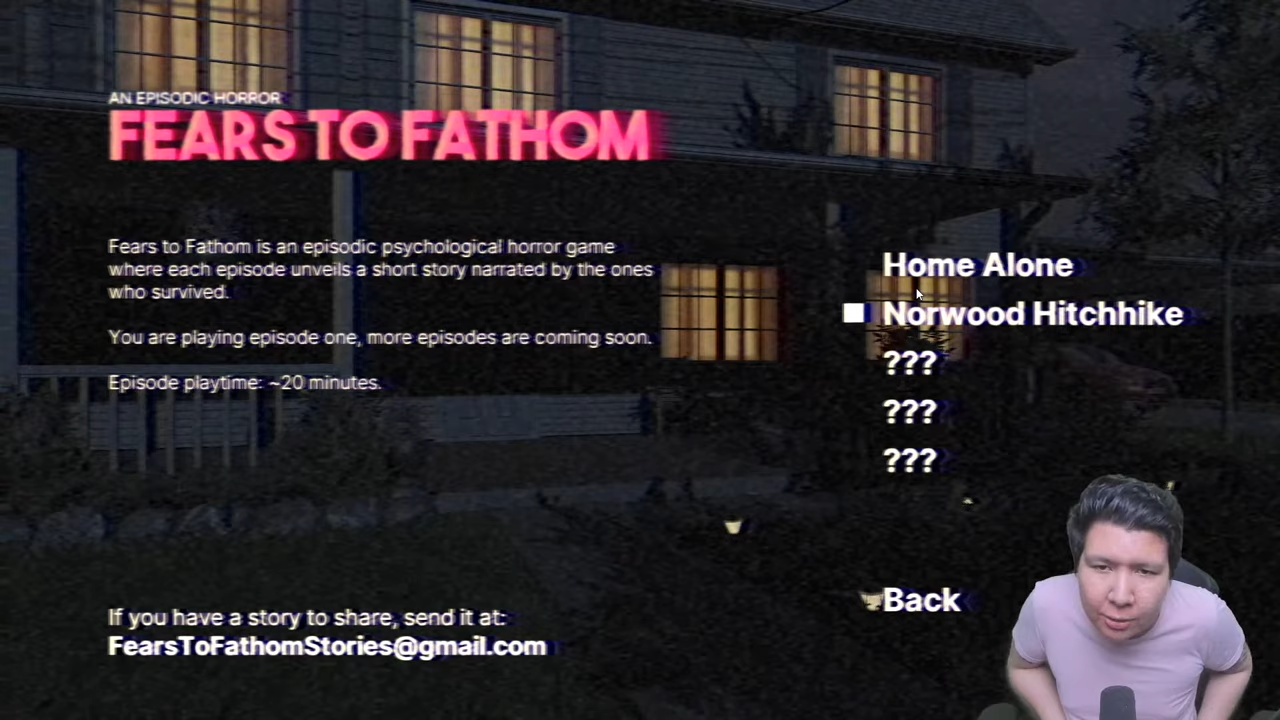 AN EPISODIC HORROR
FEARS TO FATHOM
Fears to Fathom is an episodic psychological horror game
where each episode unveils a short story narrated by the ones
who survived.
You are playing episode one, more episodes are coming soon.
Episode playtime: ~20 minutes.
If you have a story to share, send it at:
FearsToFathomStories@gmail.com
Home Alone
Norwood Hitchhike
???
???
???
Back